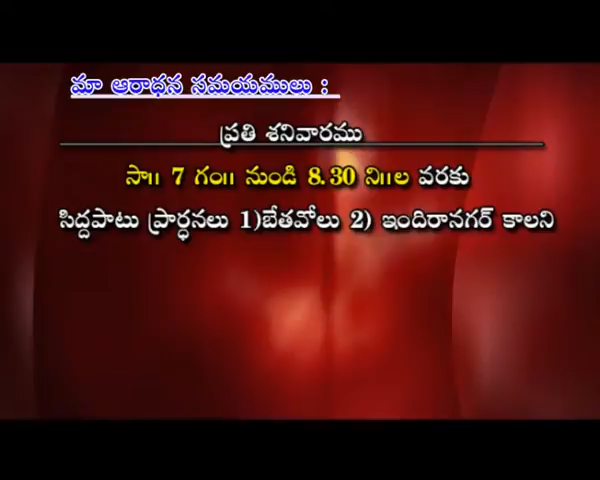 మా ఆరాధన సమయములు :
ప్రతి శనివారము
సా॥ 7 గం॥ నుండి 8.30 ని॥ల వరకు
సిద్దపాటు ప్రార్ధనలు 1)బేతవోలు 2) ఇందిరానగర్ కాలని